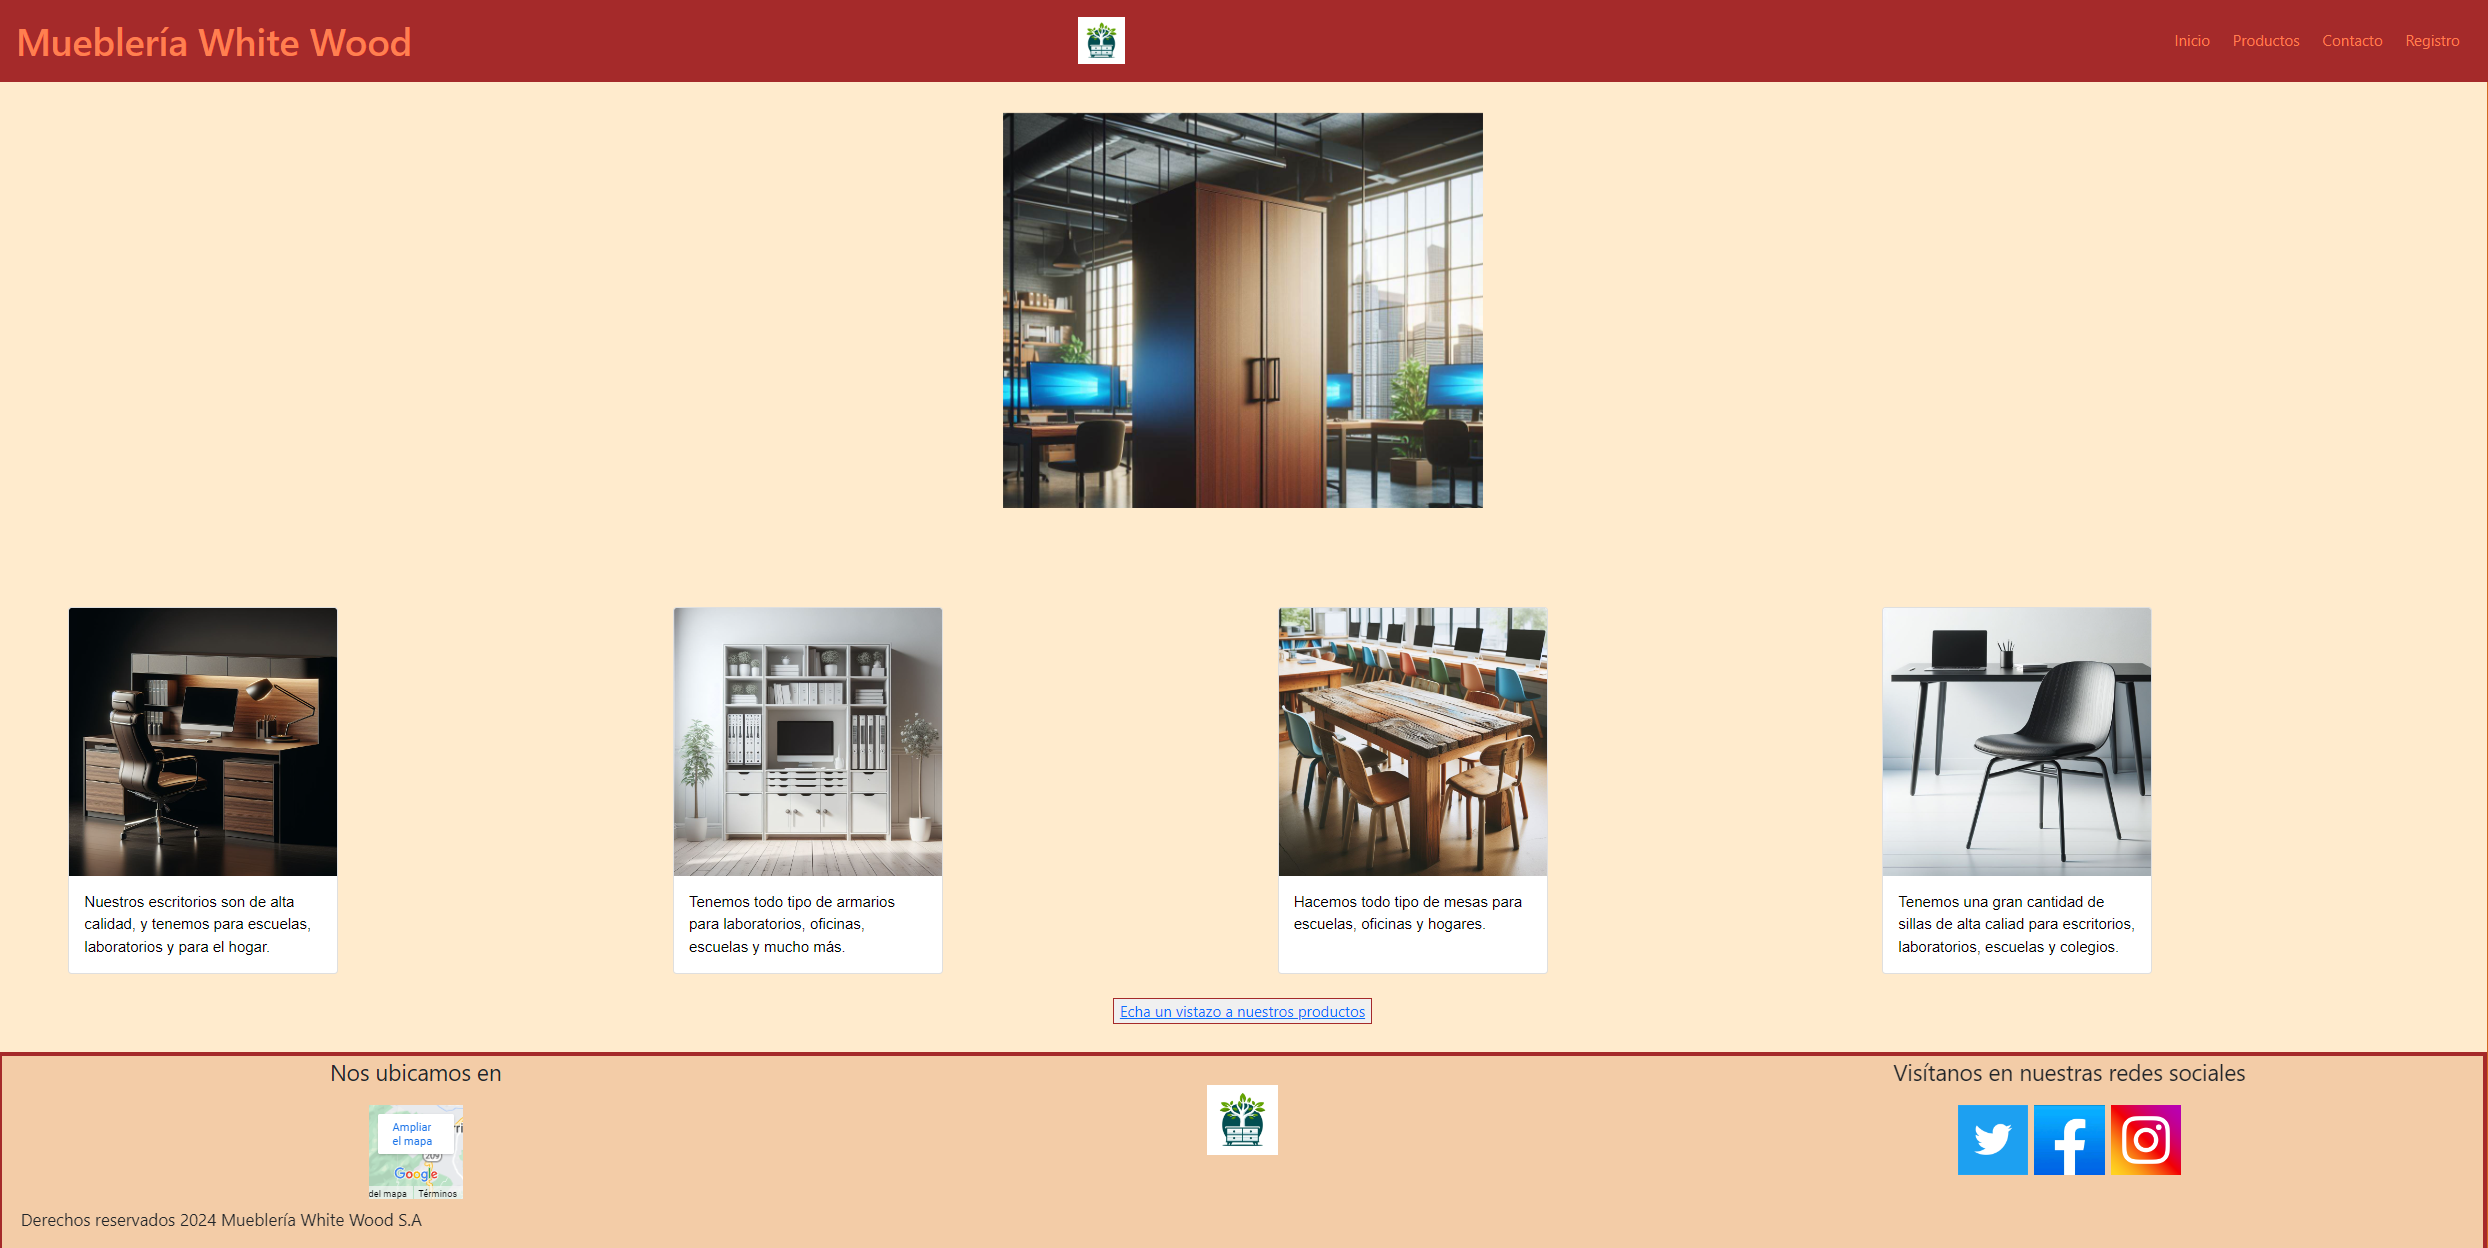 Mueblería White Wood
Inicio Productos Contacto Registro
Nuestros escritorios son de alta
calidad, y tenemos para escuelas,
laboratorios y para el hogar.
Tenemos todo tipo de armarios
para laboratorios, oficinas,
escuelas y mucho más.
Hacemos todo tipo de mesas para
escuelas, oficinas y hogares.
Tenemos una gran cantidad de
sillas de alta caliad para escritorios,
laboratorios, escuelas y colegios.
Echa un vistazo a nuestros productos
Nos ubicamos en
Ampliar
el mapa
209
Google
del mapa Términos
Visítanos en nuestras redes sociales
Derechos reservados 2024 Mueblería White Wood S.A